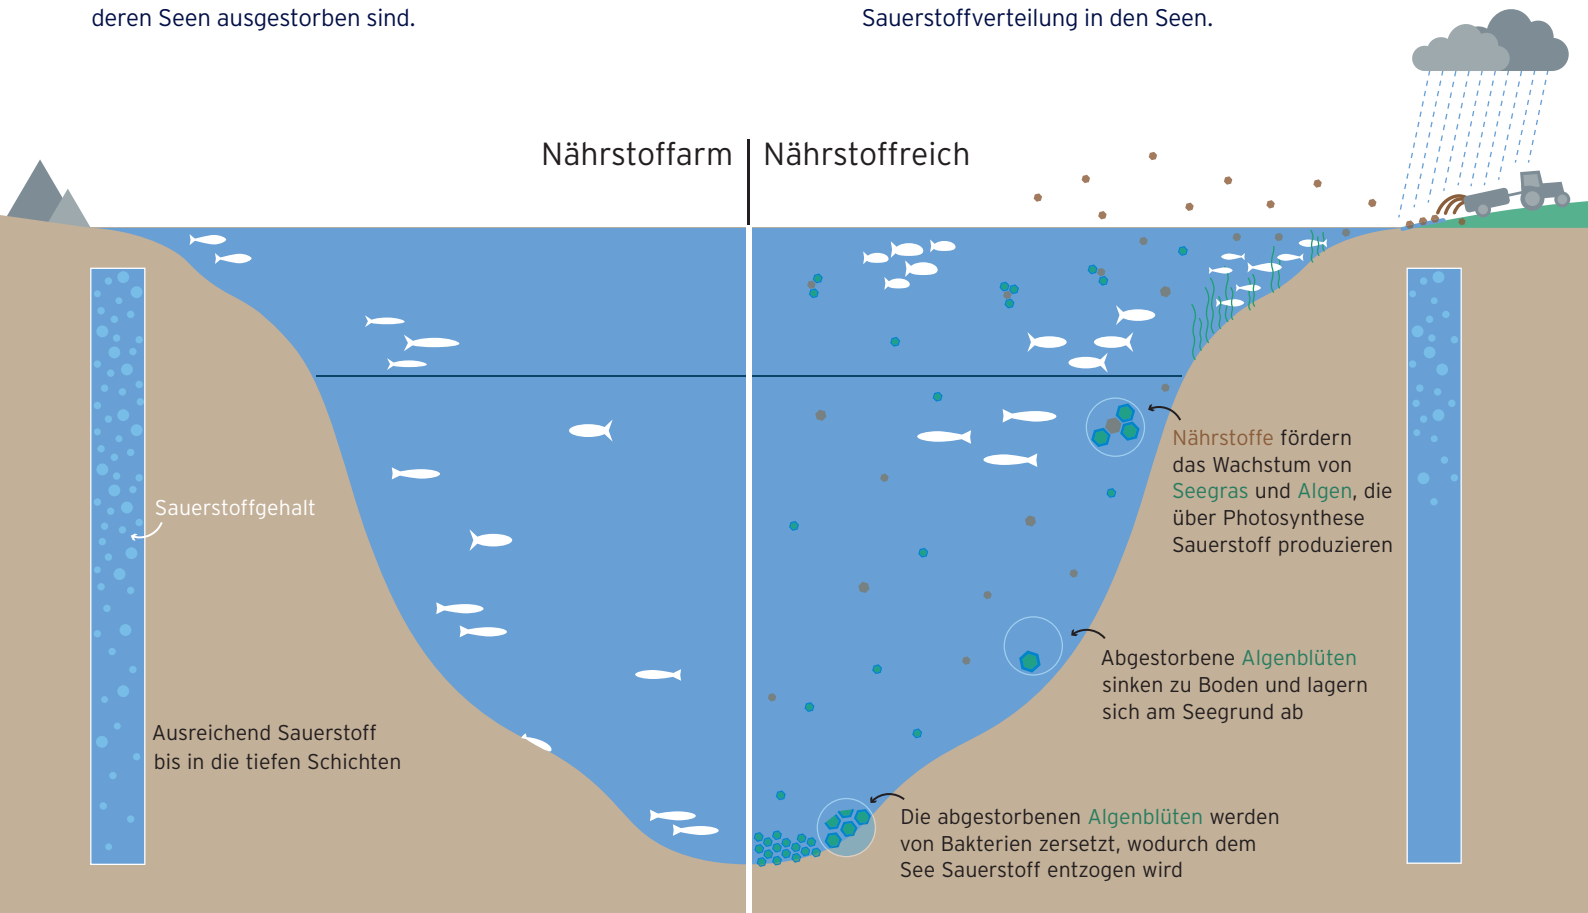 deren Seen ausgestorben sind.
Sauerstoffverteilung in den Seen.
Nährstoffarm
Nährstoffreich
Sauerstoffgehalt
Ausreichend Sauerstoff
bis in die tiefen Schichten
Nährstoffe fördern
das Wachstum von
Seegras und Algen, die
über Photosynthese
Sauerstoff produzieren
Abgestorbene Algenblüten
sinken zu Boden und lagern
sich am Seegrund ab
Die abgestorbenen Algenblüten werden
von Bakterien zersetzt, wodurch dem
See Sauerstoff entzogen wird